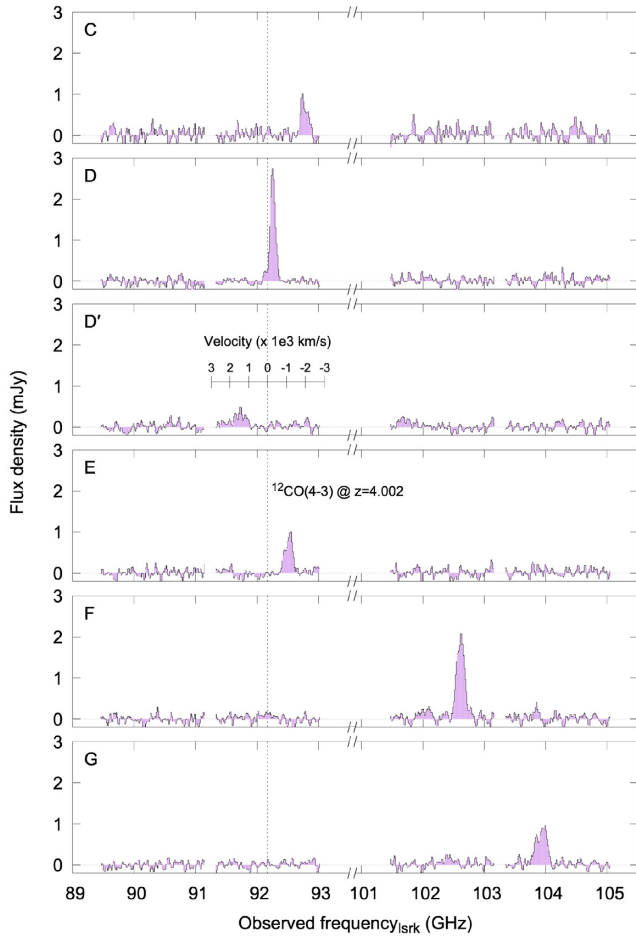 3
C
2
1
0
//
3
D
2
1
0
//
3
D′
2
Velocity (x 1e3 km/s)
3 2 1 0 -1 -2 -3
1
0
//
3
E
2
¹²CO(4-3) @ z=4.002
1
0
//
3
F
2
1
0
//
3
G
2
1
0
//
89 90 91 92 93 101 102 103 104 105
Flux density (mJy)
Observed frequency_lsrk (GHz)